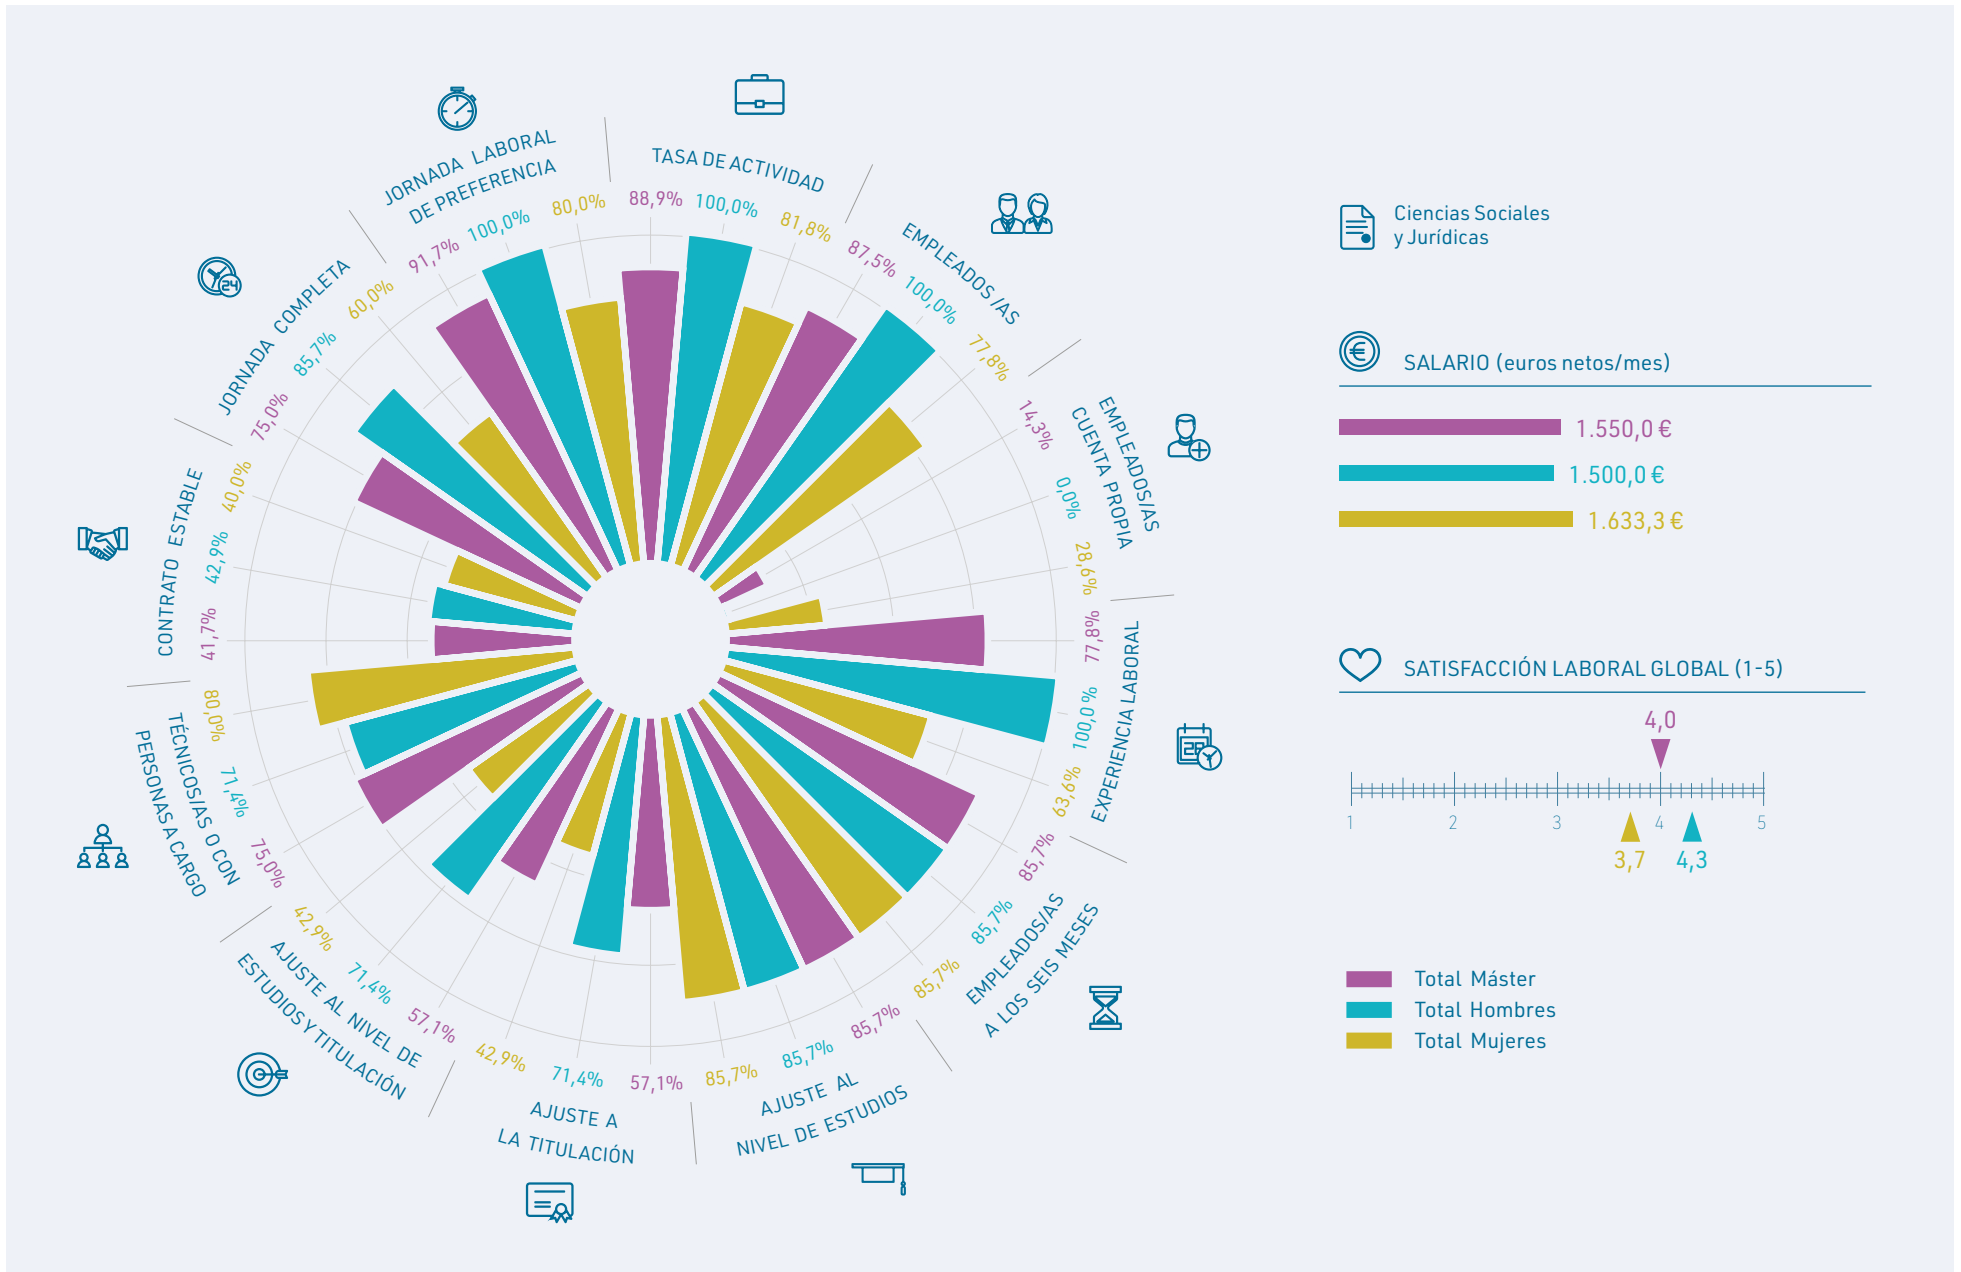 TASA DE ACTIVIDAD
88,9%
100,0%
81,8%
EMPLEADOS /AS
87,5%
100,0%
77,8%
EMPLEADOS/AS
CUENTA PROPIA
14,3%
0,0%
28,6%
EXPERIENCIA LABORAL
77,8%
100,0 %
63,6%
EMPLEADOS/AS
A LOS SEIS MESES
85,7%
85,7%
85,7%
AJUSTE AL
NIVEL DE ESTUDIOS
85,7%
85,7%
85,7%
AJUSTE A
LA TITULACIÓN
57,1%
71,4%
42,9%
AJUSTE AL NIVEL DE
ESTUDIOS Y TITULACIÓN
57,1%
71,4%
42,9%
TÉCNICOS/AS O CON
PERSONAS A CARGO
75,0%
71,4%
80,0%
CONTRATO ESTABLE
41,7%
42,9%
40,0%
JORNADA COMPLETA
75,0%
85,7%
60,0%
JORNADA LABORAL
DE PREFERENCIA
91,7%
100,0%
80,0%
24
Ciencias Sociales
y Jurídicas
€
SALARIO (euros netos/mes)
1.550,0 €
1.500,0 €
1.633,3 €
SATISFACCIÓN LABORAL GLOBAL (1-5)
4,0
1 2 3 4 5
3,7 4,3
Total Máster
Total Hombres
Total Mujeres